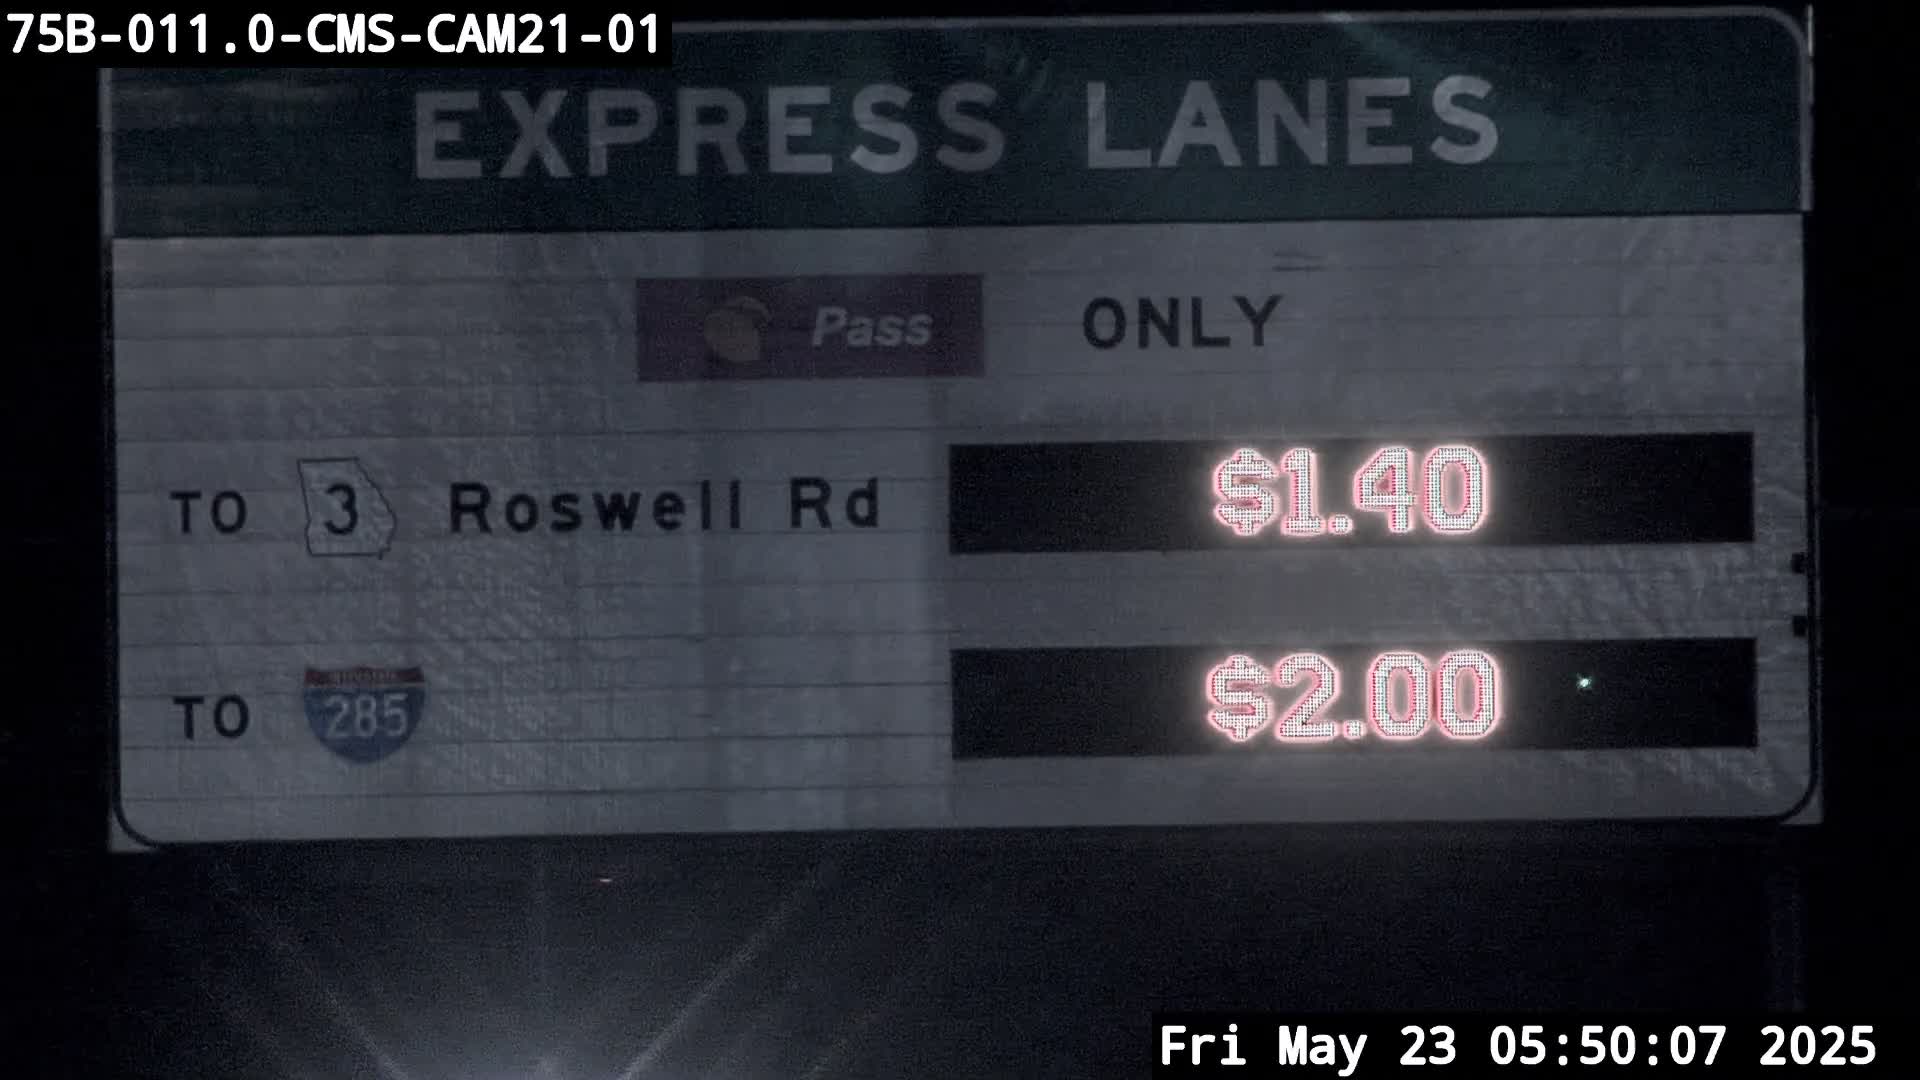 75B-011.0-CMS-CAM21-01
EXPRESS LANES
Pass ONLY
TO 3 Roswell Rd $1.40
TO INTERSTATE 285 $2.00
Fri May 23 05:50:07 2025